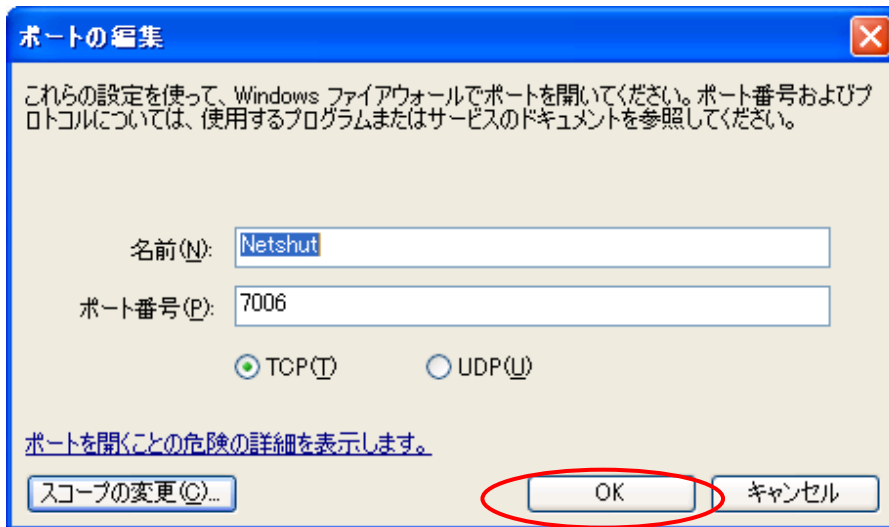 ポートの編集
これらの設定を使って、Windows ファイアウォールでポートを開いてください。ポート番号およびプ
ロトコルについては、使用するプログラムまたはサービスのドキュメントを参照してください。
名前(N): Netshut
ポート番号(P): 7006
TCP(T) UDP(U)
ポートを開くことの危険の詳細を表示します。
スコープの変更(C)... OK キャンセル